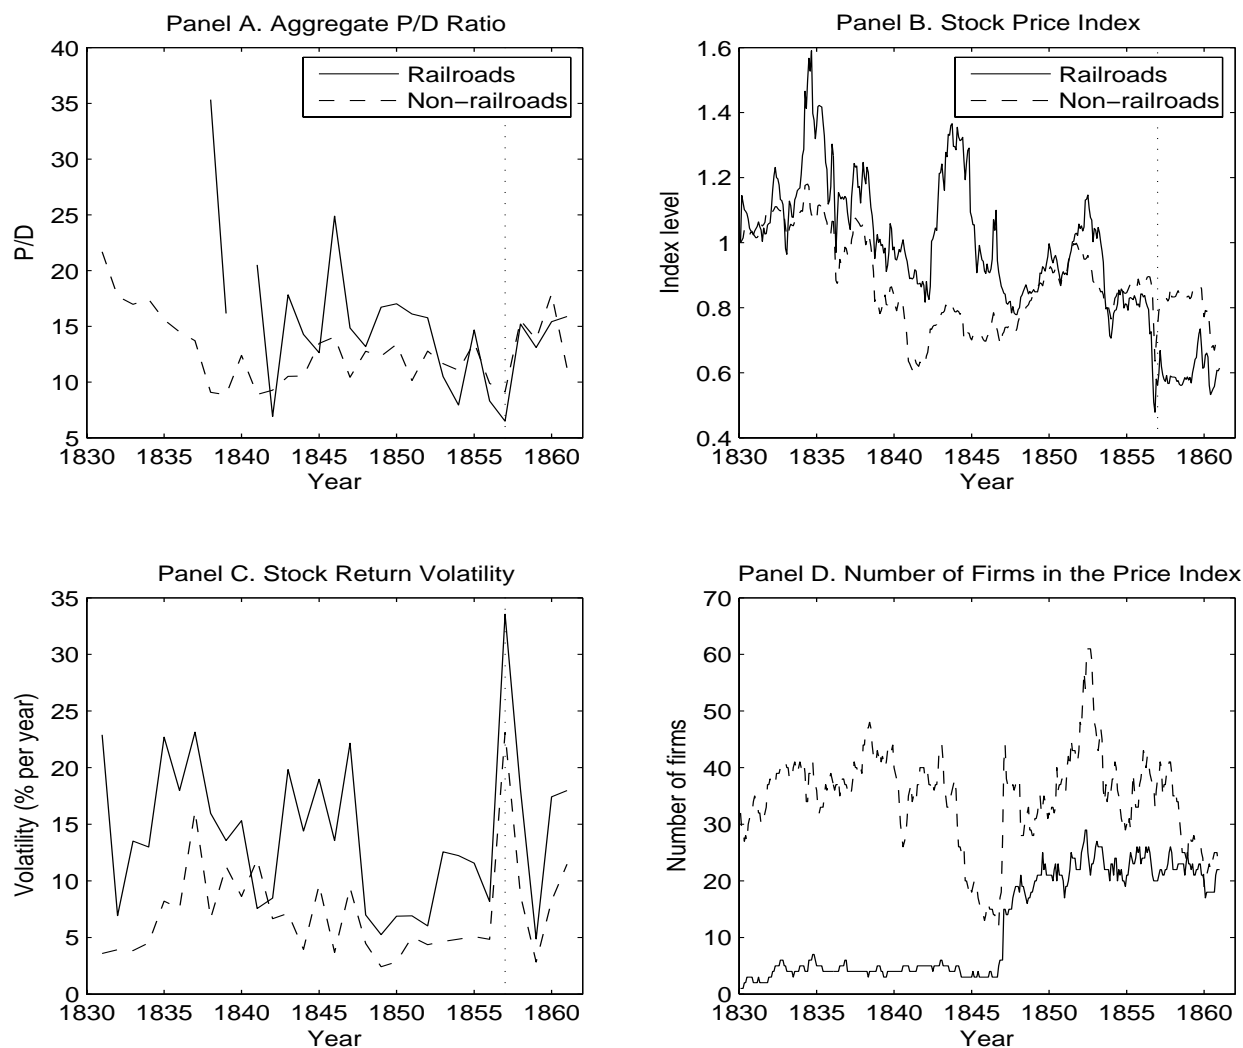 Panel A. Aggregate P/D Ratio
40
35
30
25
20
15
10
5
P/D
Railroads
Non-railroads
1830 1835 1840 1845 1850 1855 1860
Year
Panel B. Stock Price Index
1.6
1.4
1.2
1
0.8
0.6
0.4
Index level
Railroads
Non-railroads
1830 1835 1840 1845 1850 1855 1860
Year
Panel C. Stock Return Volatility
35
30
25
20
15
10
5
0
Volatility (% per year)
1830 1835 1840 1845 1850 1855 1860
Year
Panel D. Number of Firms in the Price Index
70
60
50
40
30
20
10
0
Number of firms
1830 1835 1840 1845 1850 1855 1860
Year